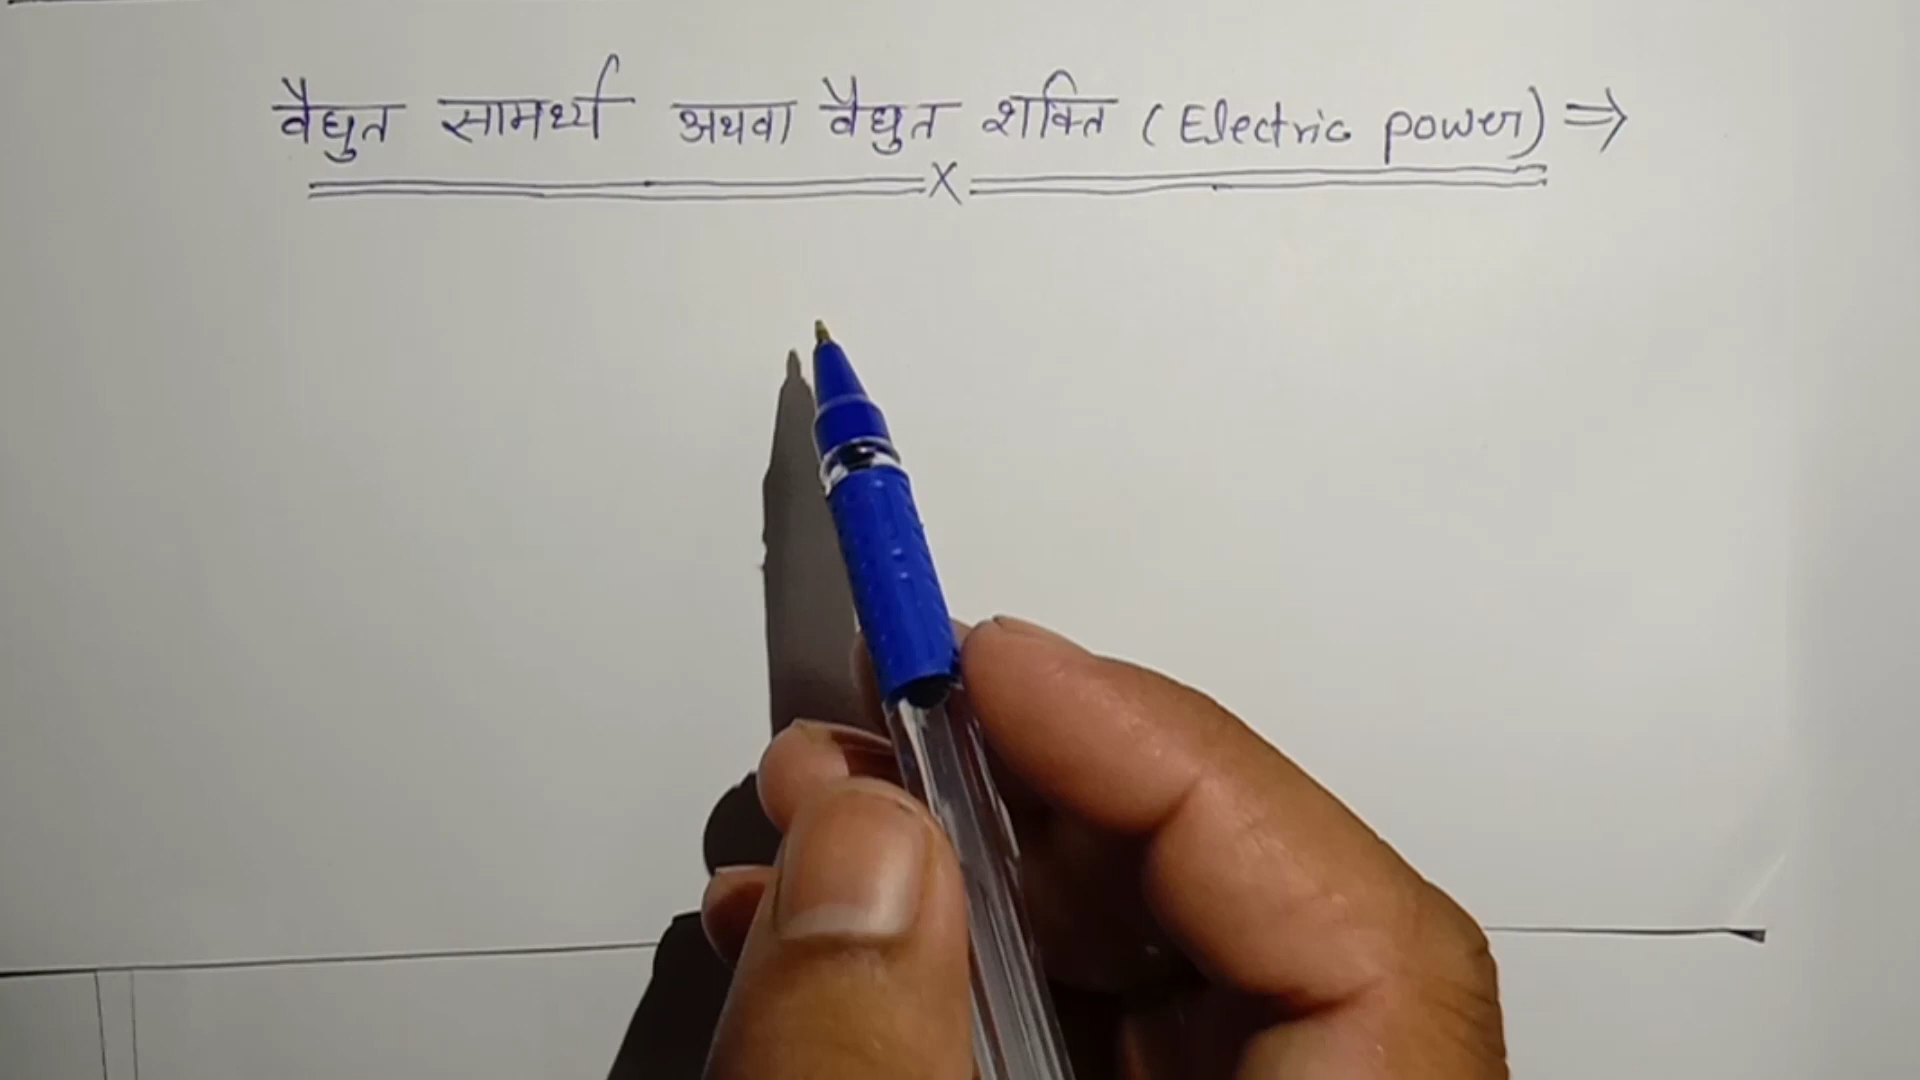 वैद्युत सामर्थ्य अथवा वैद्युत शक्ति (Electric power) ⇒
x